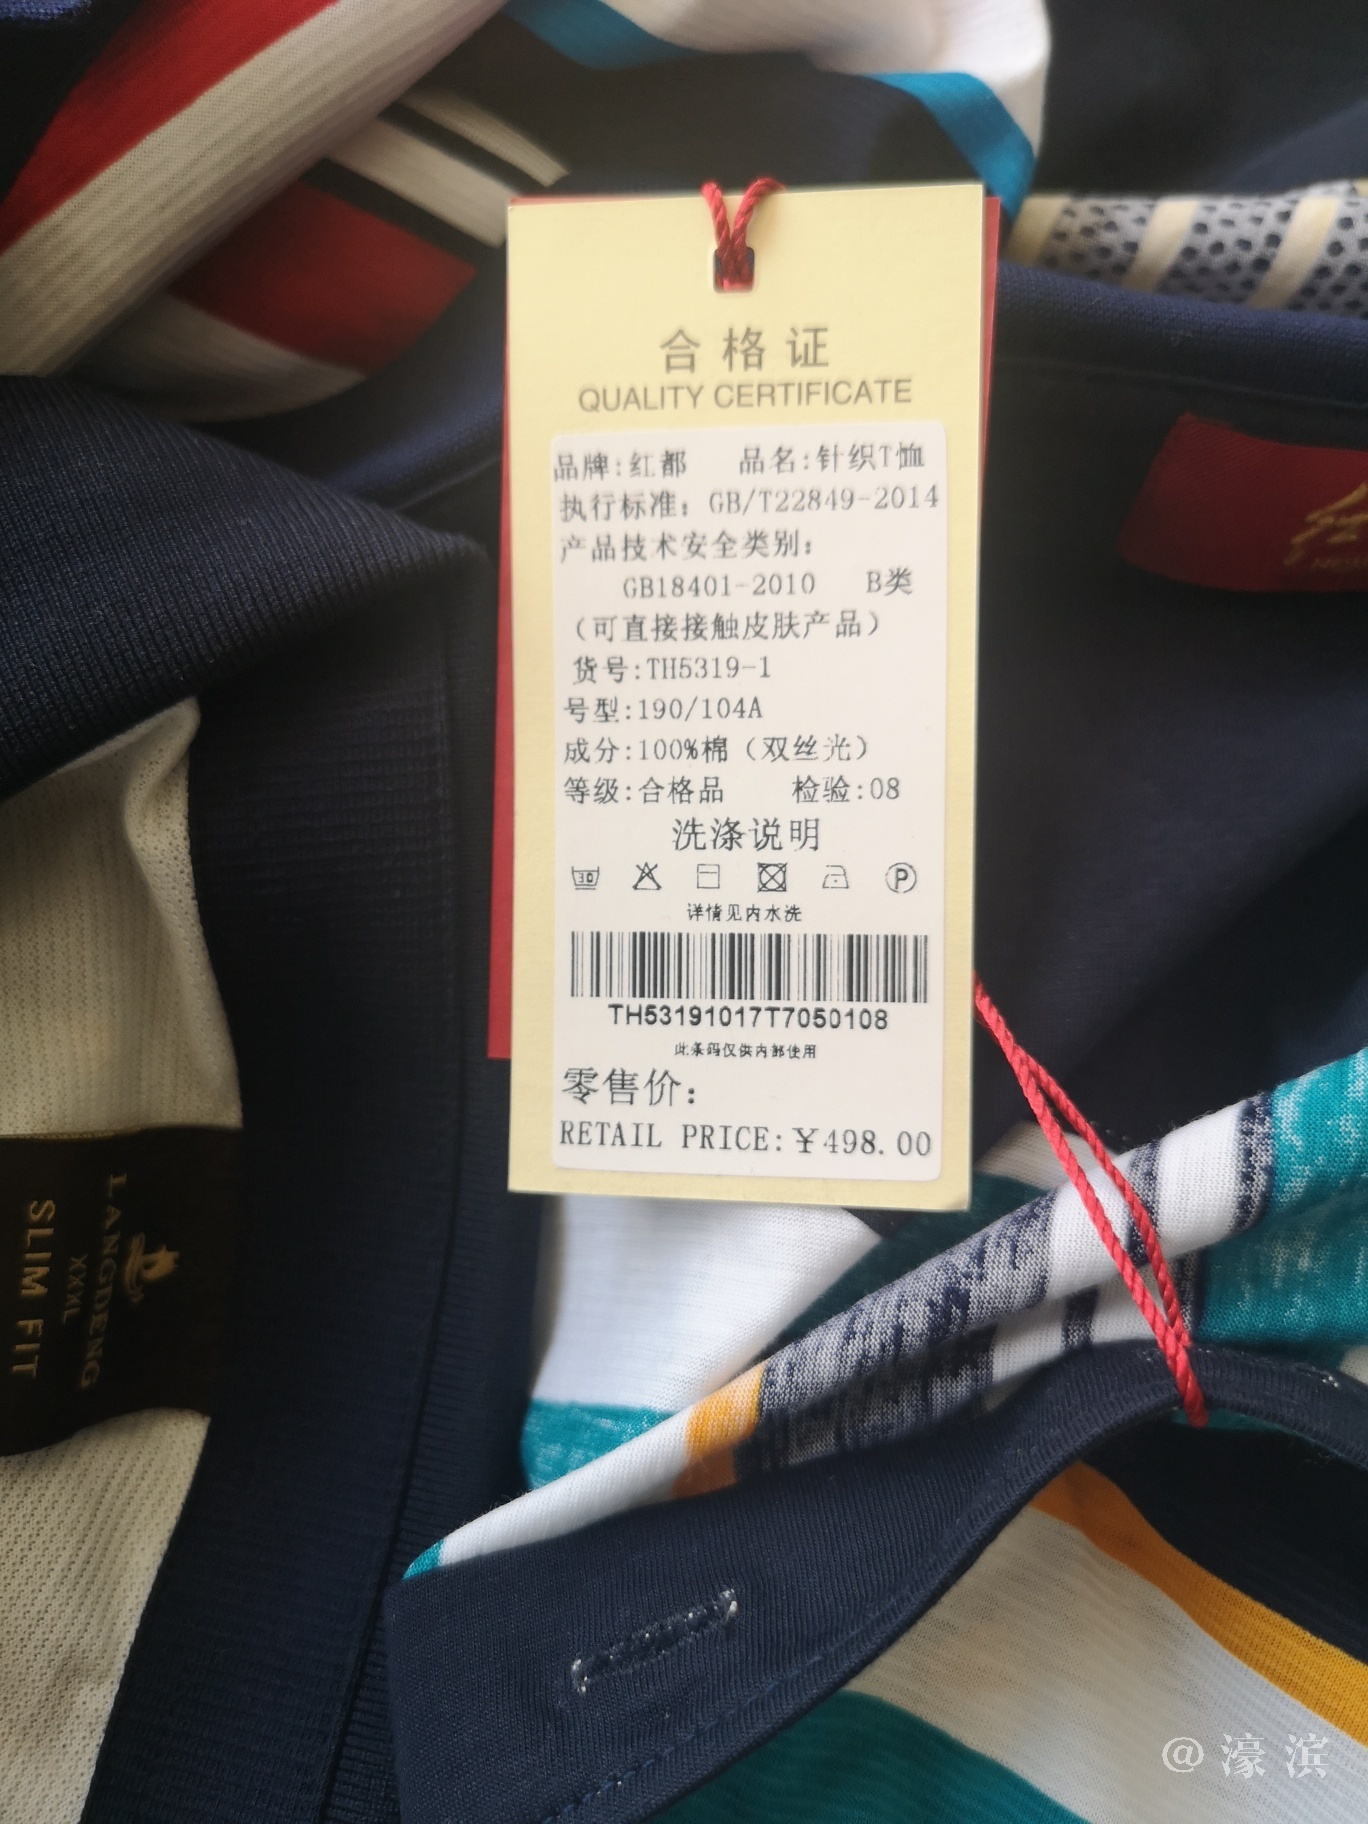 合格证
QUALITY CERTIFICATE
品牌:红都 品名:针织T恤
执行标准: GB/T22849-2014
产品技术安全类别:
GB18401-2010 B类
(可直接接触皮肤产品)
货号:TH5319-1
号型:190/104A
成分:100%棉(双丝光)
等级:合格品 检验:08
洗涤说明
30
P
详情见内水洗
TH53191017T7050108
此条码仅供内部使用
零售价:
RETAIL PRICE:￥498.00
LANGDENG
XXXL
SLIM FIT
@濠滨